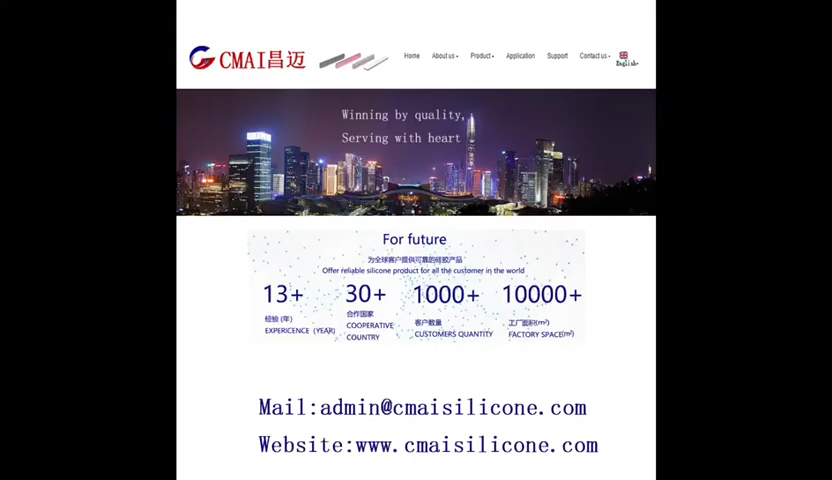 CMAI昌迈
Home About us Product Application Support Contact us English
Winning by quality,
Serving with heart
For future
为全球客户提供可靠的硅胶产品
Offer reliable silicone product for all the customer in the world
13+ 30+ 1000+ 10000+
经验 (年) 合作国家 客户数量 工厂面积(m²)
EXPERICENCE (YEAR) COOPERATIVE COUNTRY CUSTOMERS QUANTITY FACTORY SPACE(m²)
Mail:admin@cmaisilicone.com
Website:www.cmaisilicone.com